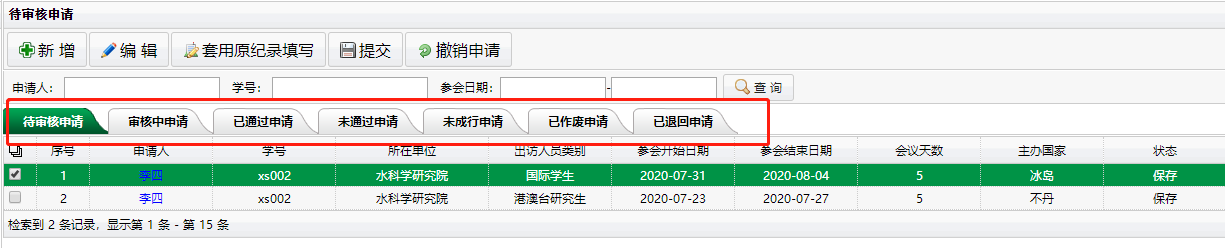 待审核申请
新 增 编 辑 套用原纪录填写 提交 撤销申请
申请人： 学号： 参会日期： - 查 询
待审核申请 审核中申请 已通过申请 未通过申请 未成行申请 已作废申请 已退回申请
序号 申请人 学号 所在单位 出访人员类别 参会开始日期 参会结束日期 会议天数 主办国家 状态
1 李四 xs002 水科学研究院 国际学生 2020-07-31 2020-08-04 5 冰岛 保存
2 李四 xs002 水科学研究院 港澳台研究生 2020-07-23 2020-07-27 5 不丹 保存
检索到 2 条记录，显示第 1 条 - 第 15 条